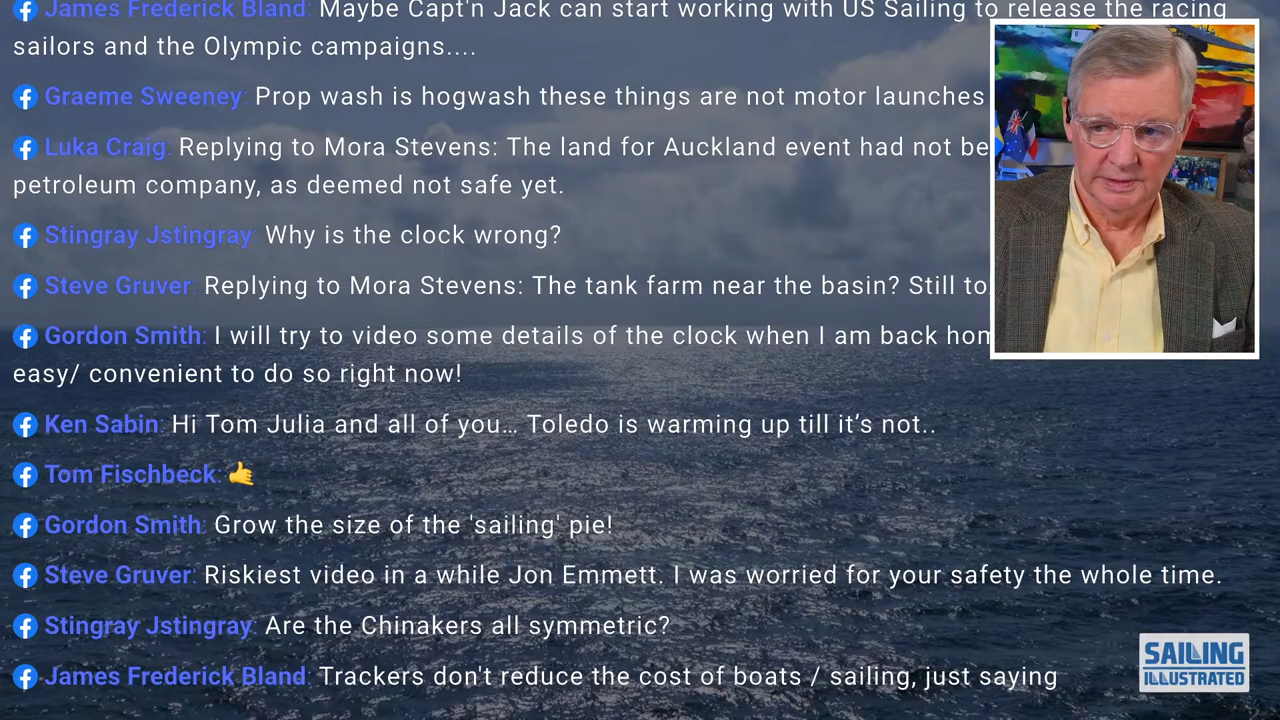 James Frederick Bland: Maybe Capt'n Jack can start working with US Sailing to release the racing
sailors and the Olympic campaigns....
Graeme Sweeney: Prop wash is hogwash these things are not motor launches
Luka Craig: Replying to Mora Stevens: The land for Auckland event had not be
petroleum company, as deemed not safe yet.
Stingray Jstingray: Why is the clock wrong?
Steve Gruver: Replying to Mora Stevens: The tank farm near the basin? Still to
Gordon Smith: I will try to video some details of the clock when I am back hom
easy/ convenient to do so right now!
Ken Sabin: Hi Tom Julia and all of you… Toledo is warming up till it’s not..
Tom Fischbeck: 🤙
Gordon Smith: Grow the size of the 'sailing' pie!
Steve Gruver: Riskiest video in a while Jon Emmett. I was worried for your safety the whole time.
Stingray Jstingray: Are the Chinakers all symmetric?
James Frederick Bland: Trackers don't reduce the cost of boats / sailing, just saying
SAILING
ILLUSTRATED